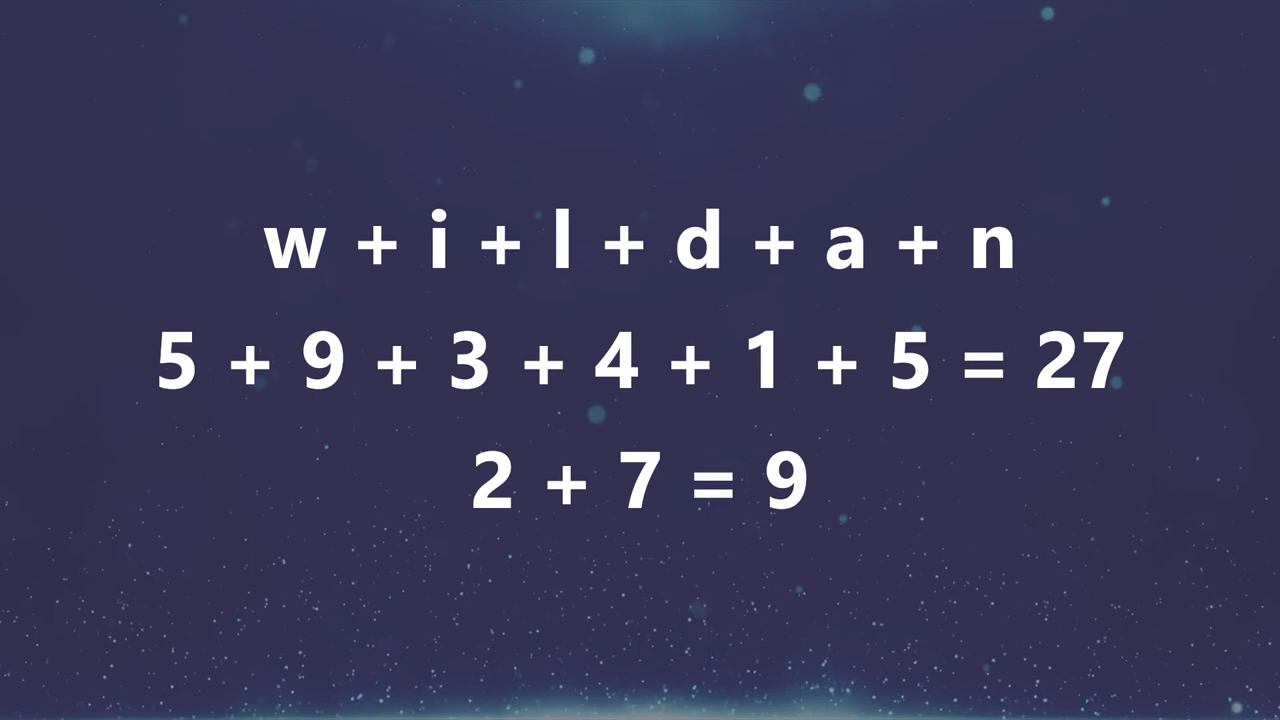 w + i + l + d + a + n
5 + 9 + 3 + 4 + 1 + 5 = 27
2 + 7 = 9